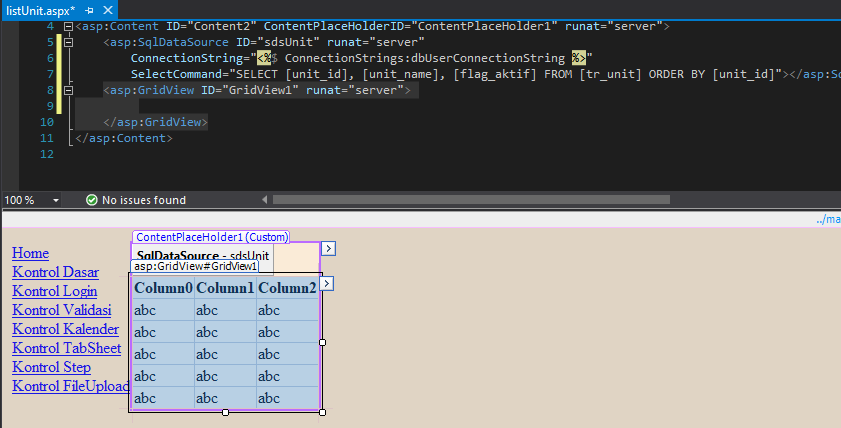 listUnit.aspx*
4 <asp:Content ID="Content2" ContentPlaceHolderID="ContentPlaceHolder1" runat="server">
5 <asp:SqlDataSource ID="sdsUnit" runat="server"
6 ConnectionString="<%$ ConnectionStrings:dbUserConnectionString %>"
7 SelectCommand="SELECT [unit_id], [unit_name], [flag_aktif] FROM [tr_unit] ORDER BY [unit_id]"></asp:So
8 <asp:GridView ID="GridView1" runat="server">
9
10 </asp:GridView>
11 </asp:Content>
12
100 % No issues found
../ma
ContentPlaceHolder1 (Custom)
Home
SqlDataSource - sdsUnit
asp:GridView#GridView1
Kontrol Dasar
Kontrol Login
Kontrol Validasi
Kontrol Kalender
Kontrol TabSheet
Kontrol Step
Kontrol FileUpload
Column0 Column1 Column2
abc abc abc
abc abc abc
abc abc abc
abc abc abc
abc abc abc